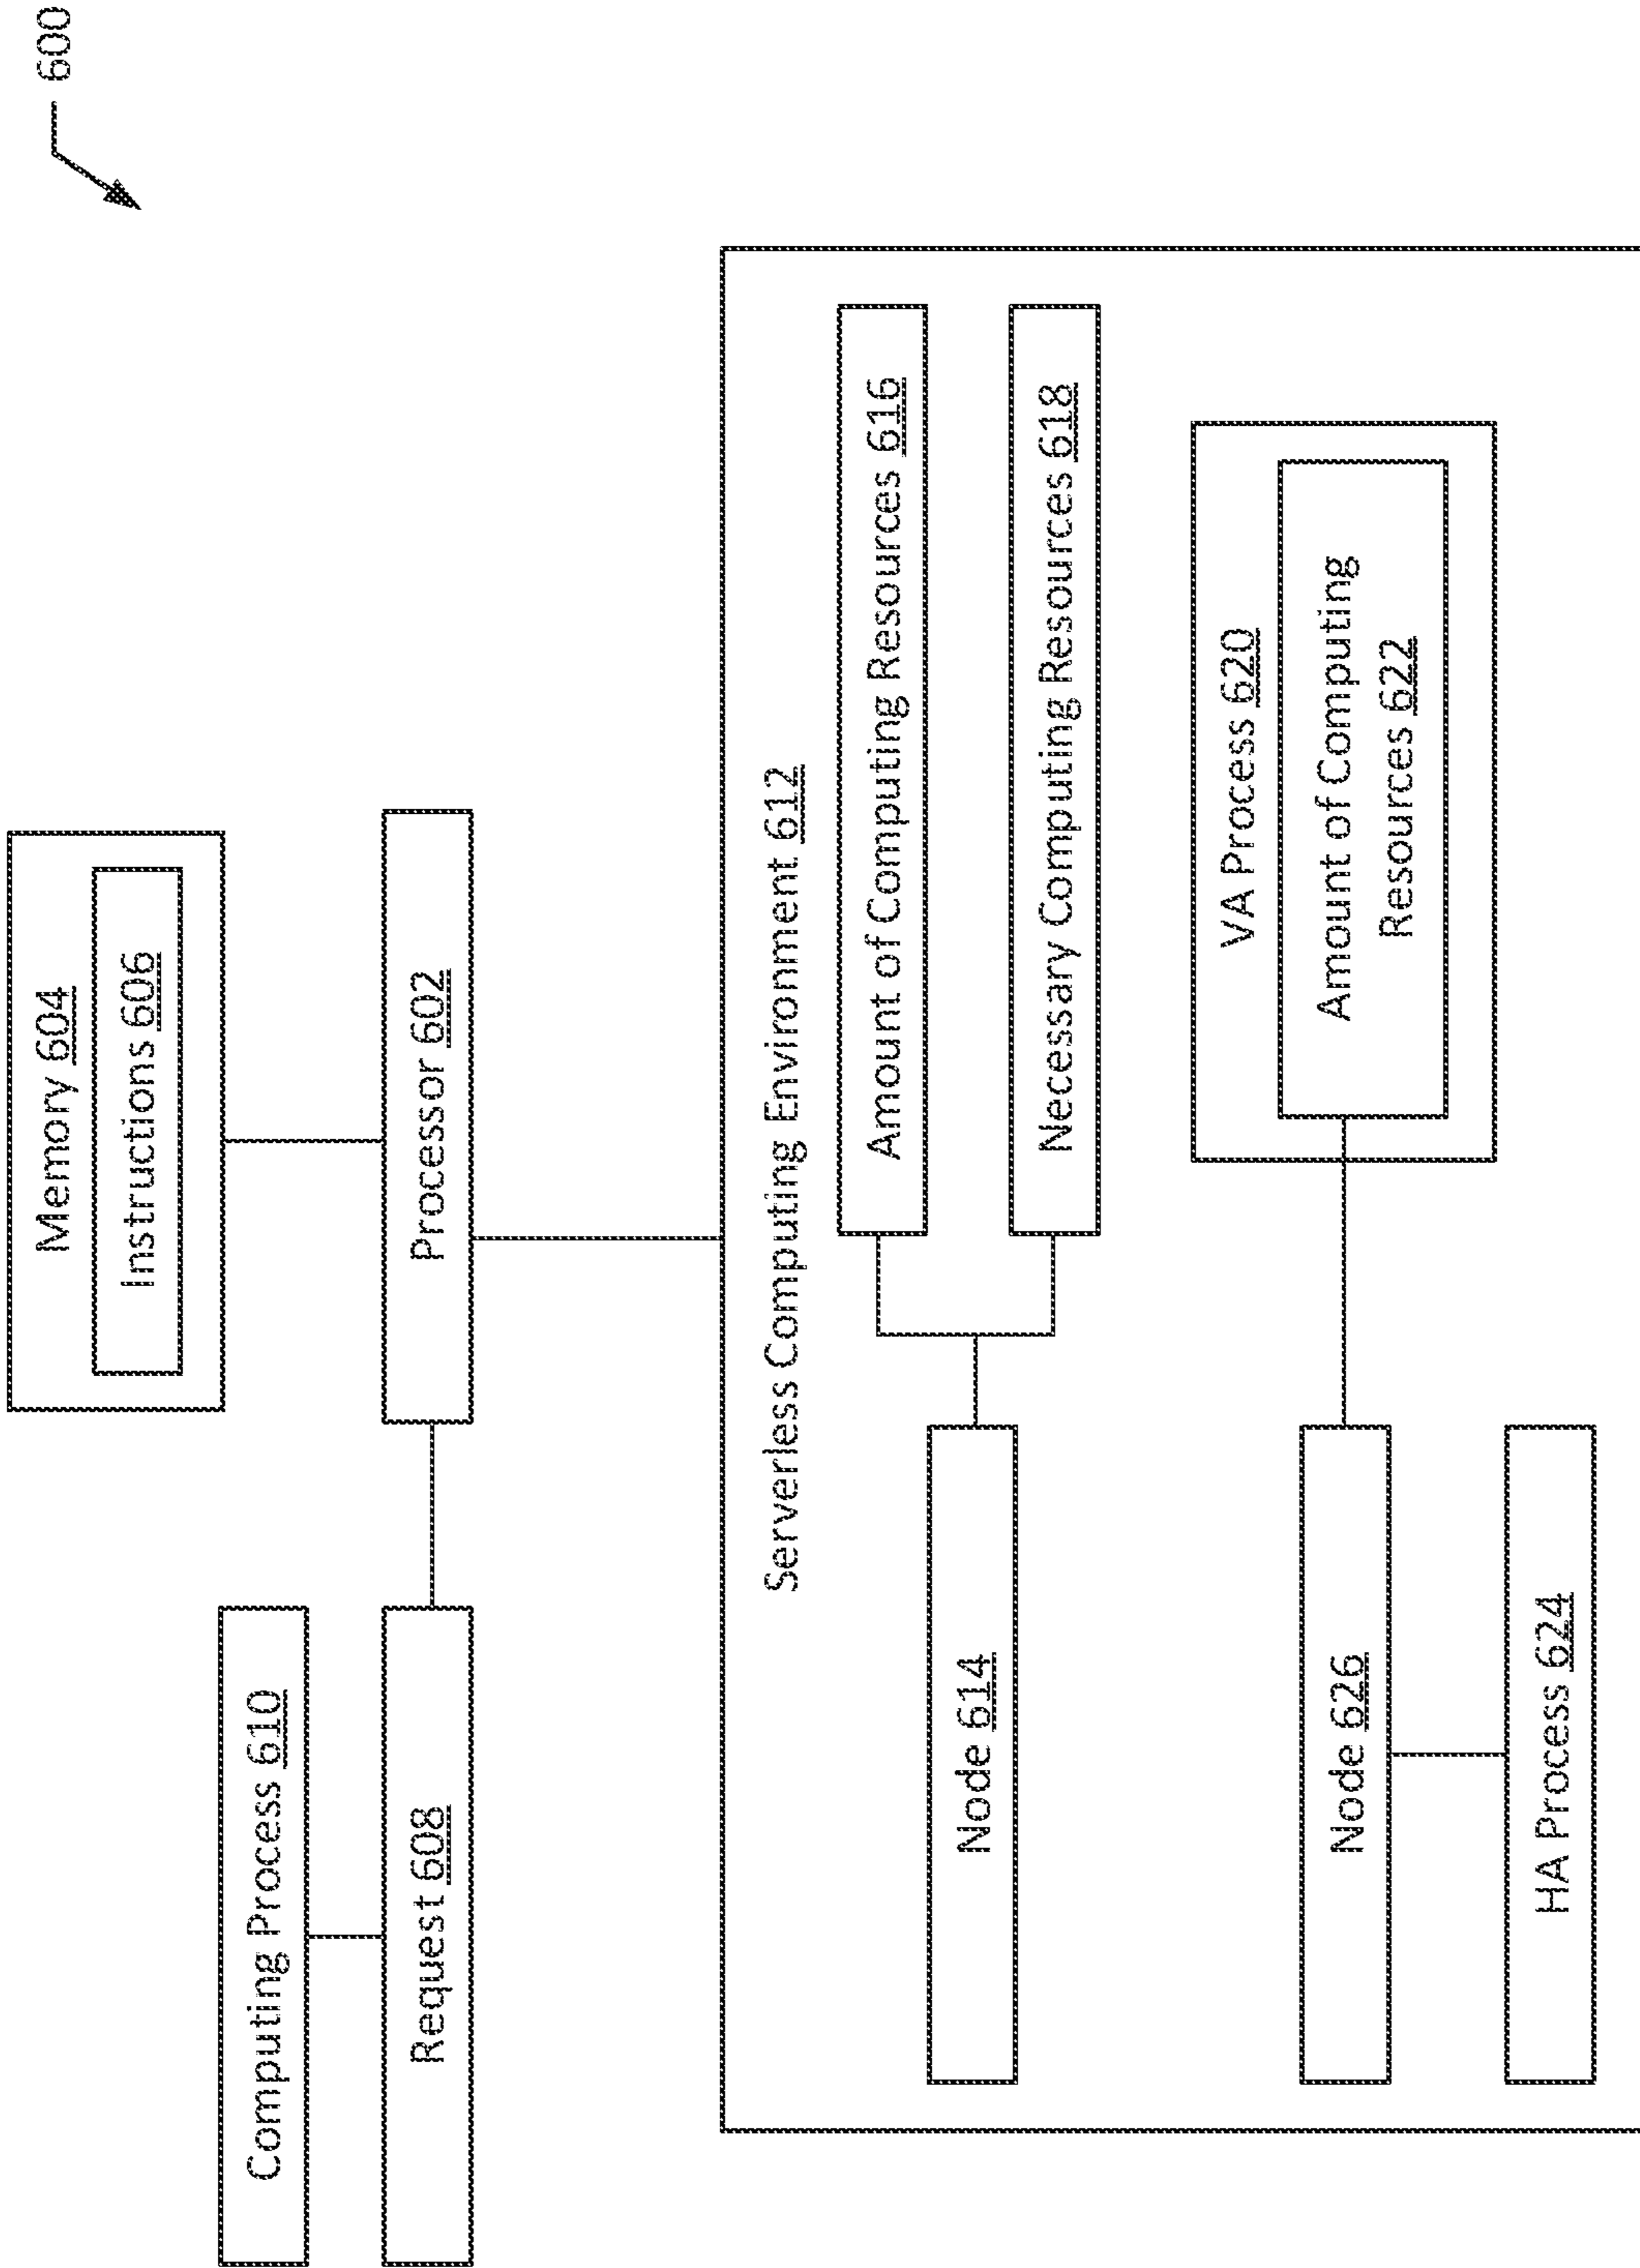 600
Memory 604
Instructions 606
Computing Process 610
Request 608
Processor 602
Serverless Computing Environment 612
Node 614
Amount of Computing Resources 616
Necessary Computing Resources 618
Node 626
HA Process 624
VA Process 620
Amount of Computing
Resources 622